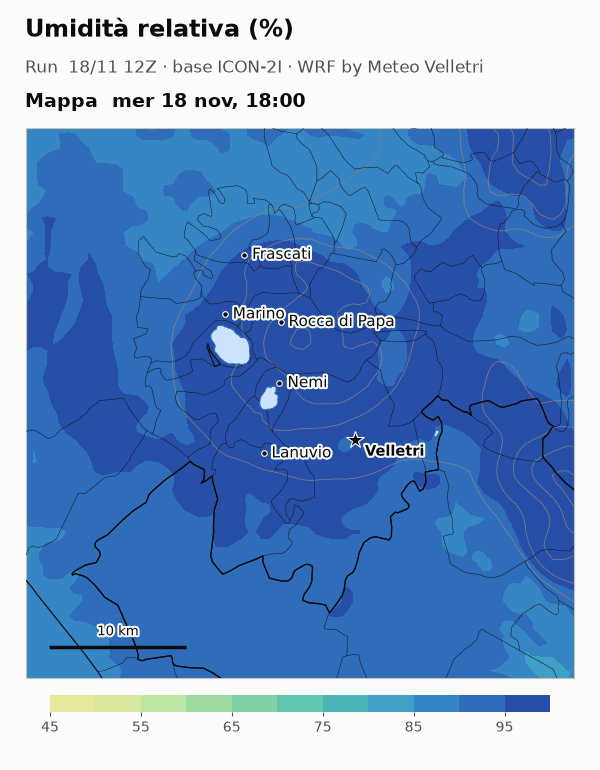 Umidità relativa (%)
Run  18/11 12Z · base ICON-2I · WRF by Meteo Velletri
Mappa  mer 18 nov, 18:00
Frascati
Marino
Rocca di Papa
Nemi
Velletri
Lanuvio
10 km
45 55 65 75 85 95